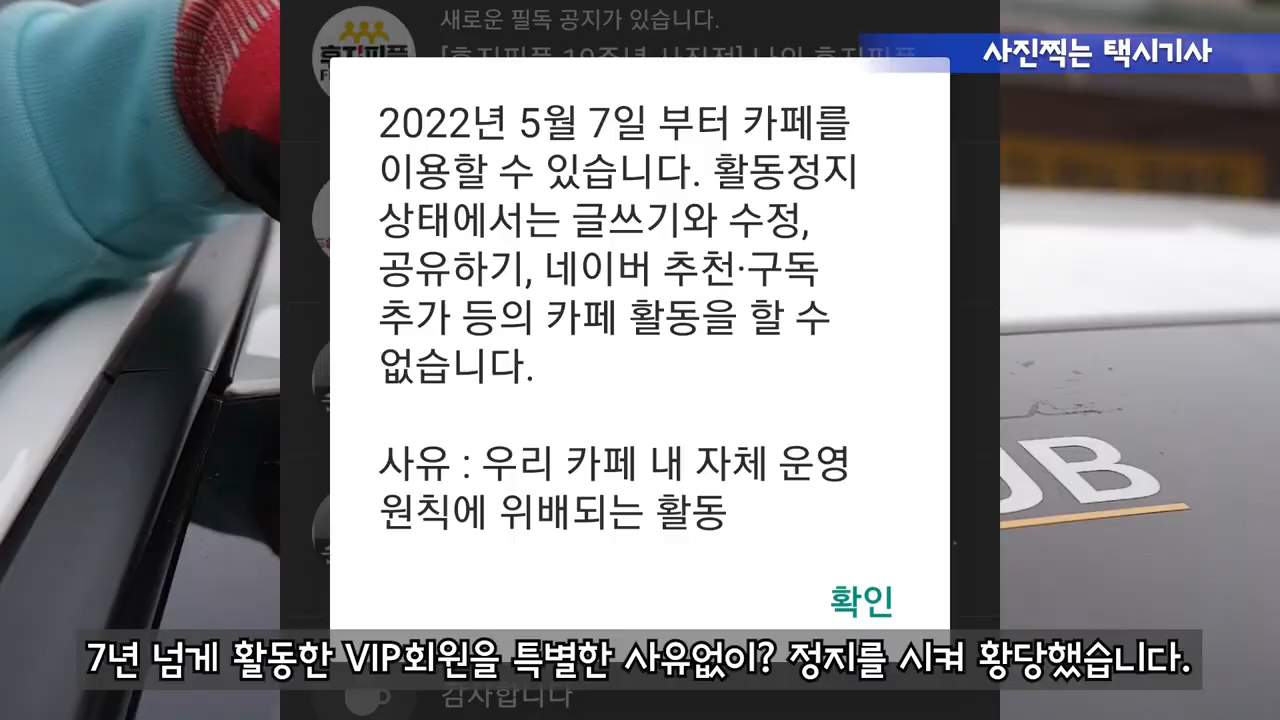 새로운 필독 공지가 있습니다.
사진찍는 택시기사
2022년 5월 7일 부터 카페를
이용할 수 있습니다. 활동정지
상태에서는 글쓰기와 수정,
공유하기, 네이버 추천·구독
추가 등의 카페 활동을 할 수
없습니다.
사유 : 우리 카페 내 자체 운영
원칙에 위배되는 활동
확인
UB
7년 넘게 활동한 VIP회원을 특별한 사유없이? 정지를 시켜 황당했습니다.
감사합니다